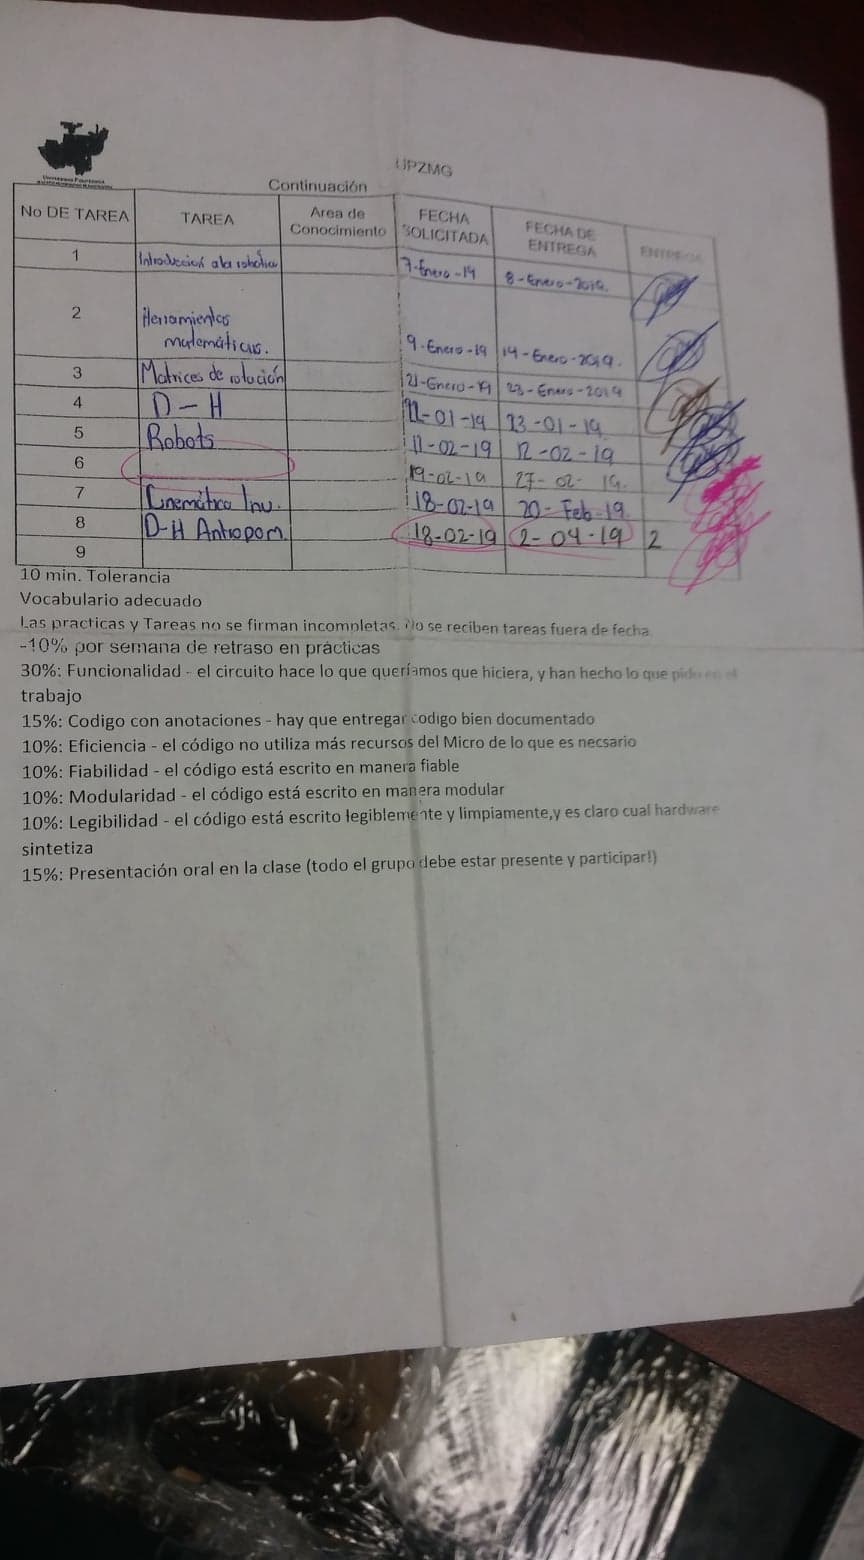 UPZMG
Continuación
No DE TAREA TAREA Area de Conocimiento FECHA SOLICITADA FECHA DE ENTREGA ENTREGA
1 Introducción a la robótica 7-Enero-19 8-Enero-2019.
2 Herramientas matemáticas. 9-Enero-19 14-Enero-2019.
3 Matrices de rotación 21-Enero-19 23-Enero-2019
4 D-H 22-01-19 23-01-19
5 Robots 11-02-19 12-02-19
6 19-02-19 27-02-19.
7 Cinemática Inv. 18-02-19 20-Feb-19.
8 D-H Antropom. 18-02-19 2-04-19 2
9
10 min. Tolerancia
Vocabulario adecuado
Las practicas y Tareas no se firman incompletas. No se reciben tareas fuera de fecha
-10% por semana de retraso en prácticas
30%: Funcionalidad - el circuito hace lo que queríamos que hiciera, y han hecho lo que pide en el
trabajo
15%: Codigo con anotaciones - hay que entregar codigo bien documentado
10%: Eficiencia - el código no utiliza más recursos del Micro de lo que es necsario
10%: Fiabilidad - el código está escrito en manera fiable
10%: Modularidad - el código está escrito en manera modular
10%: Legibilidad - el código está escrito legiblemente y limpiamente,y es claro cual hardware
sintetiza
15%: Presentación oral en la clase (todo el grupo debe estar presente y participar!)